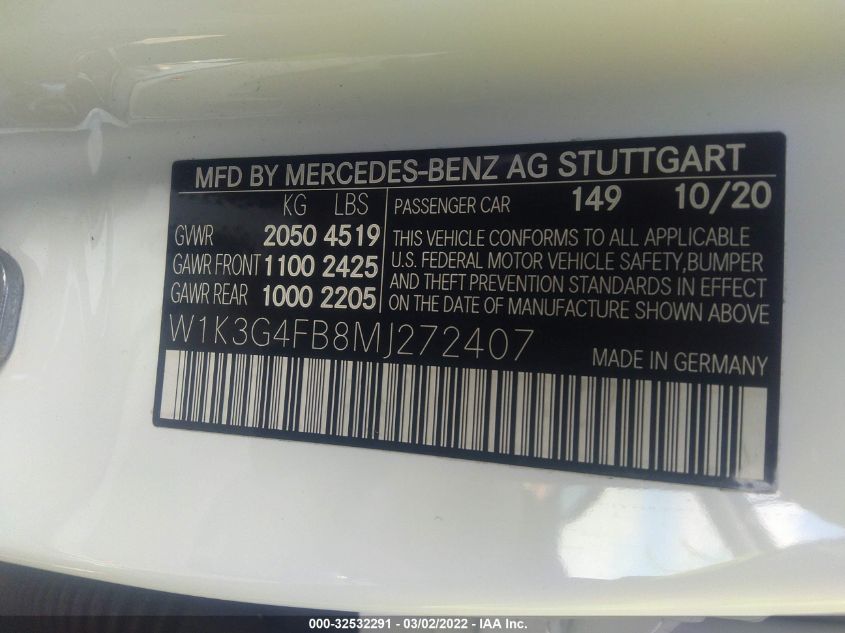 MFD BY MERCEDES-BENZ AG STUTTGART
KG LBS
GVWR 2050 4519
GAWR FRONT 1100 2425
GAWR REAR 1000 2205
PASSENGER CAR 149 10/20
THIS VEHICLE CONFORMS TO ALL APPLICABLE
U.S. FEDERAL MOTOR VEHICLE SAFETY,BUMPER
AND THEFT PREVENTION STANDARDS IN EFFECT
ON THE DATE OF MANUFACTURE SHOWN ABOVE
W1K3G4FB8MJ272407
MADE IN GERMANY
000-32532291 - 03/02/2022 - IAA Inc.